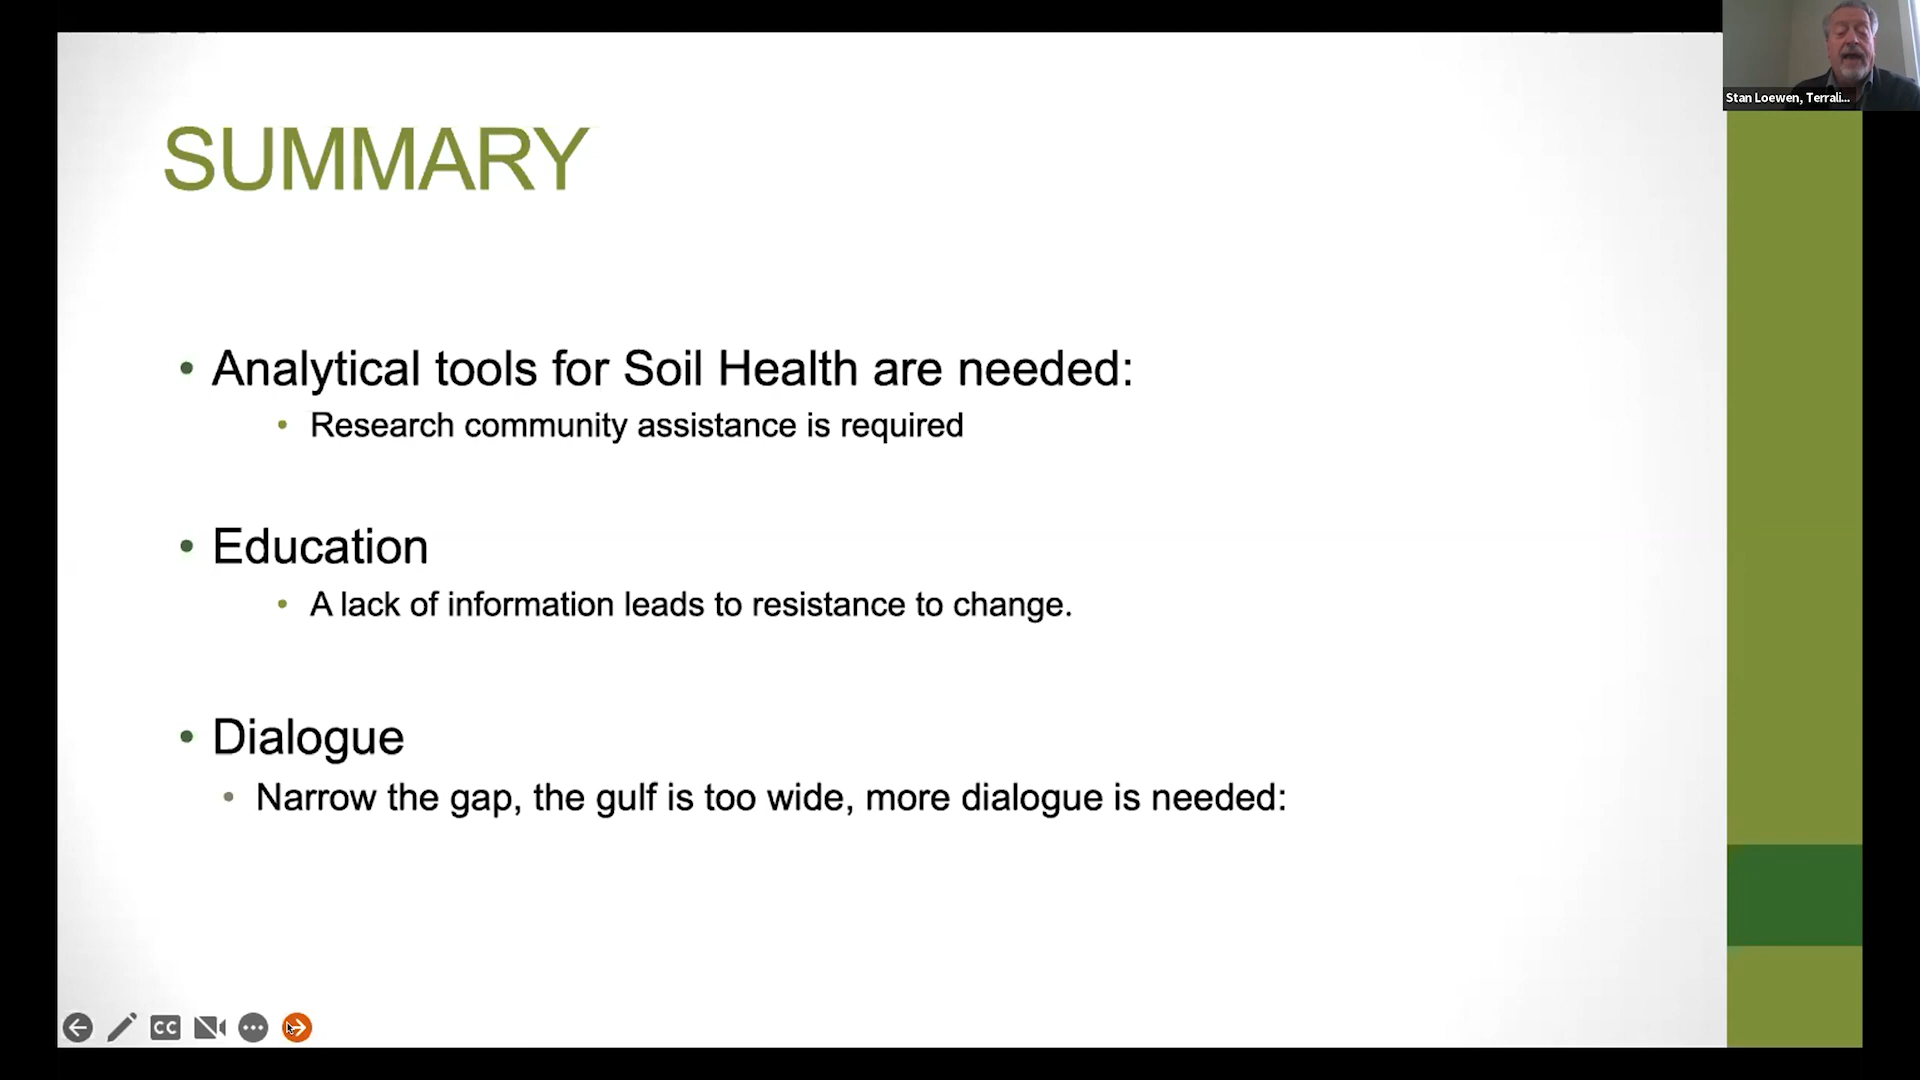 Stan Loewen, Terrali...
SUMMARY
• Analytical tools for Soil Health are needed:
• Research community assistance is required
• Education
• A lack of information leads to resistance to change.
• Dialogue
• Narrow the gap, the gulf is too wide, more dialogue is needed:
CC